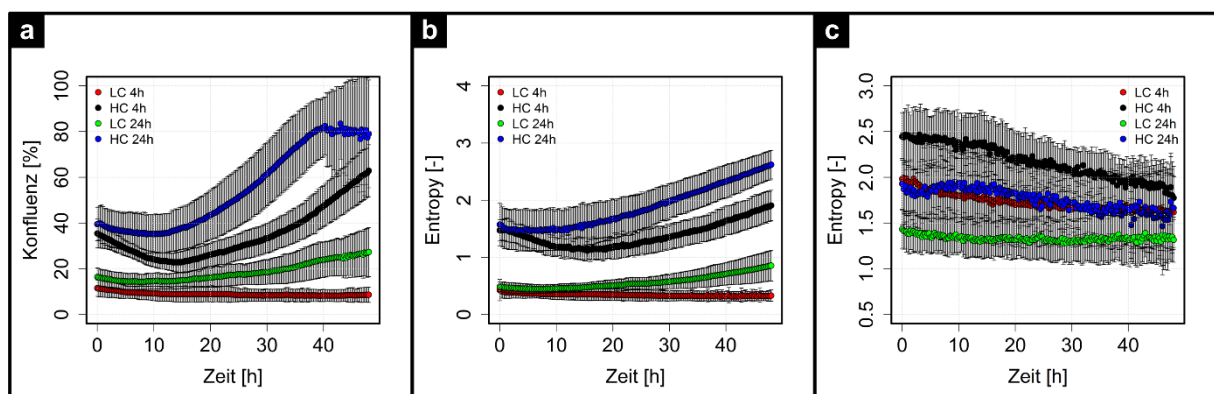 a
Konfluenz [%]
100
80
60
40
20
0
LC 4h
HC 4h
LC 24h
HC 24h
0 10 20 30 40
Zeit [h]
b
Entropy [-]
4
3
2
1
0
LC 4h
HC 4h
LC 24h
HC 24h
0 10 20 30 40
Zeit [h]
c
Entropy [-]
3.0
2.5
2.0
1.5
1.0
0.5
LC 4h
HC 4h
LC 24h
HC 24h
0 10 20 30 40
Zeit [h]